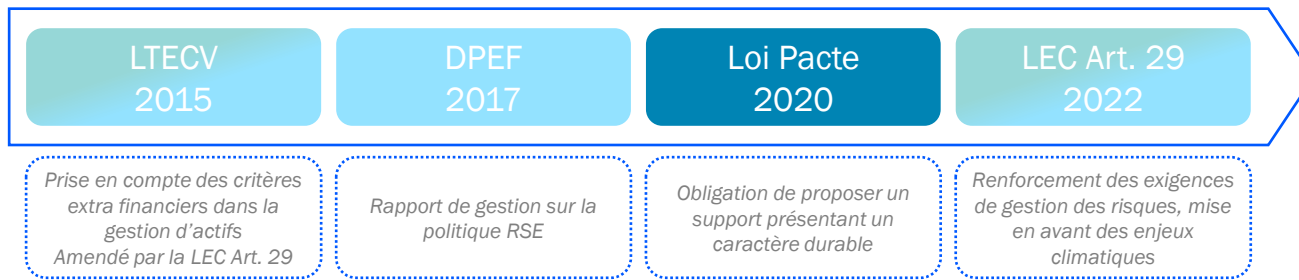 LTECV
2015
DPEF
2017
Loi Pacte
2020
LEC Art. 29
2022
Prise en compte des critères
extra financiers dans la
gestion d'actifs
Amendé par la LEC Art. 29
Rapport de gestion sur la
politique RSE
Obligation de proposer un
support présentant un
caractère durable
Renforcement des exigences
de gestion des risques, mise
en avant des enjeux
climatiques